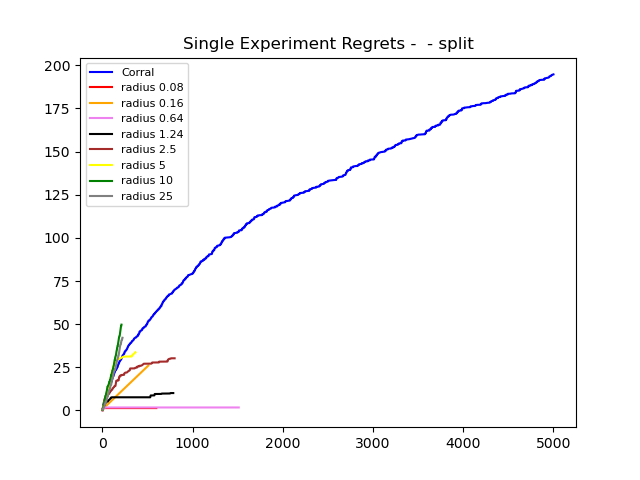 Single Experiment Regrets -  - split
200
175
150
125
100
75
50
25
0
Corral
radius 0.08
radius 0.16
radius 0.64
radius 1.24
radius 2.5
radius 5
radius 10
radius 25
0 1000 2000 3000 4000 5000